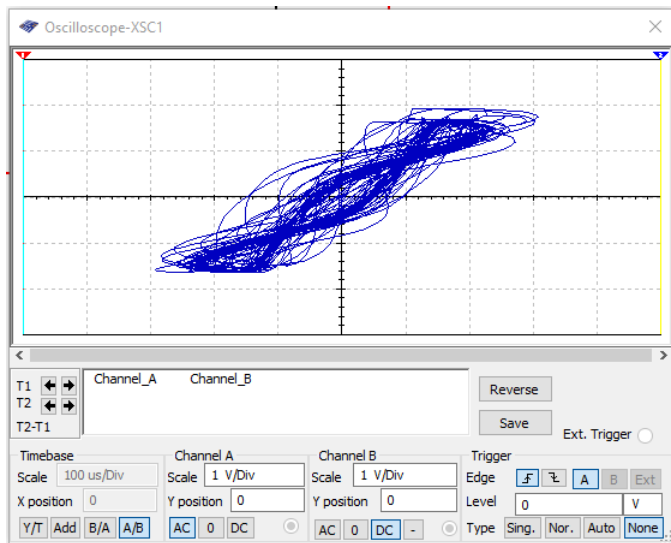 Oscilloscope-XSC1
1 2
T1
T2
T2-T1
Channel_A Channel_B
Reverse
Save
Ext. Trigger
Timebase
Scale 100 us/Div
X position 0
Y/T Add B/A A/B
Channel A
Scale 1 V/Div
Y position 0
AC 0 DC
Channel B
Scale 1 V/Div
Y position 0
AC 0 DC -
Trigger
Edge A B Ext
Level 0 V
Type Sing. Nor. Auto None